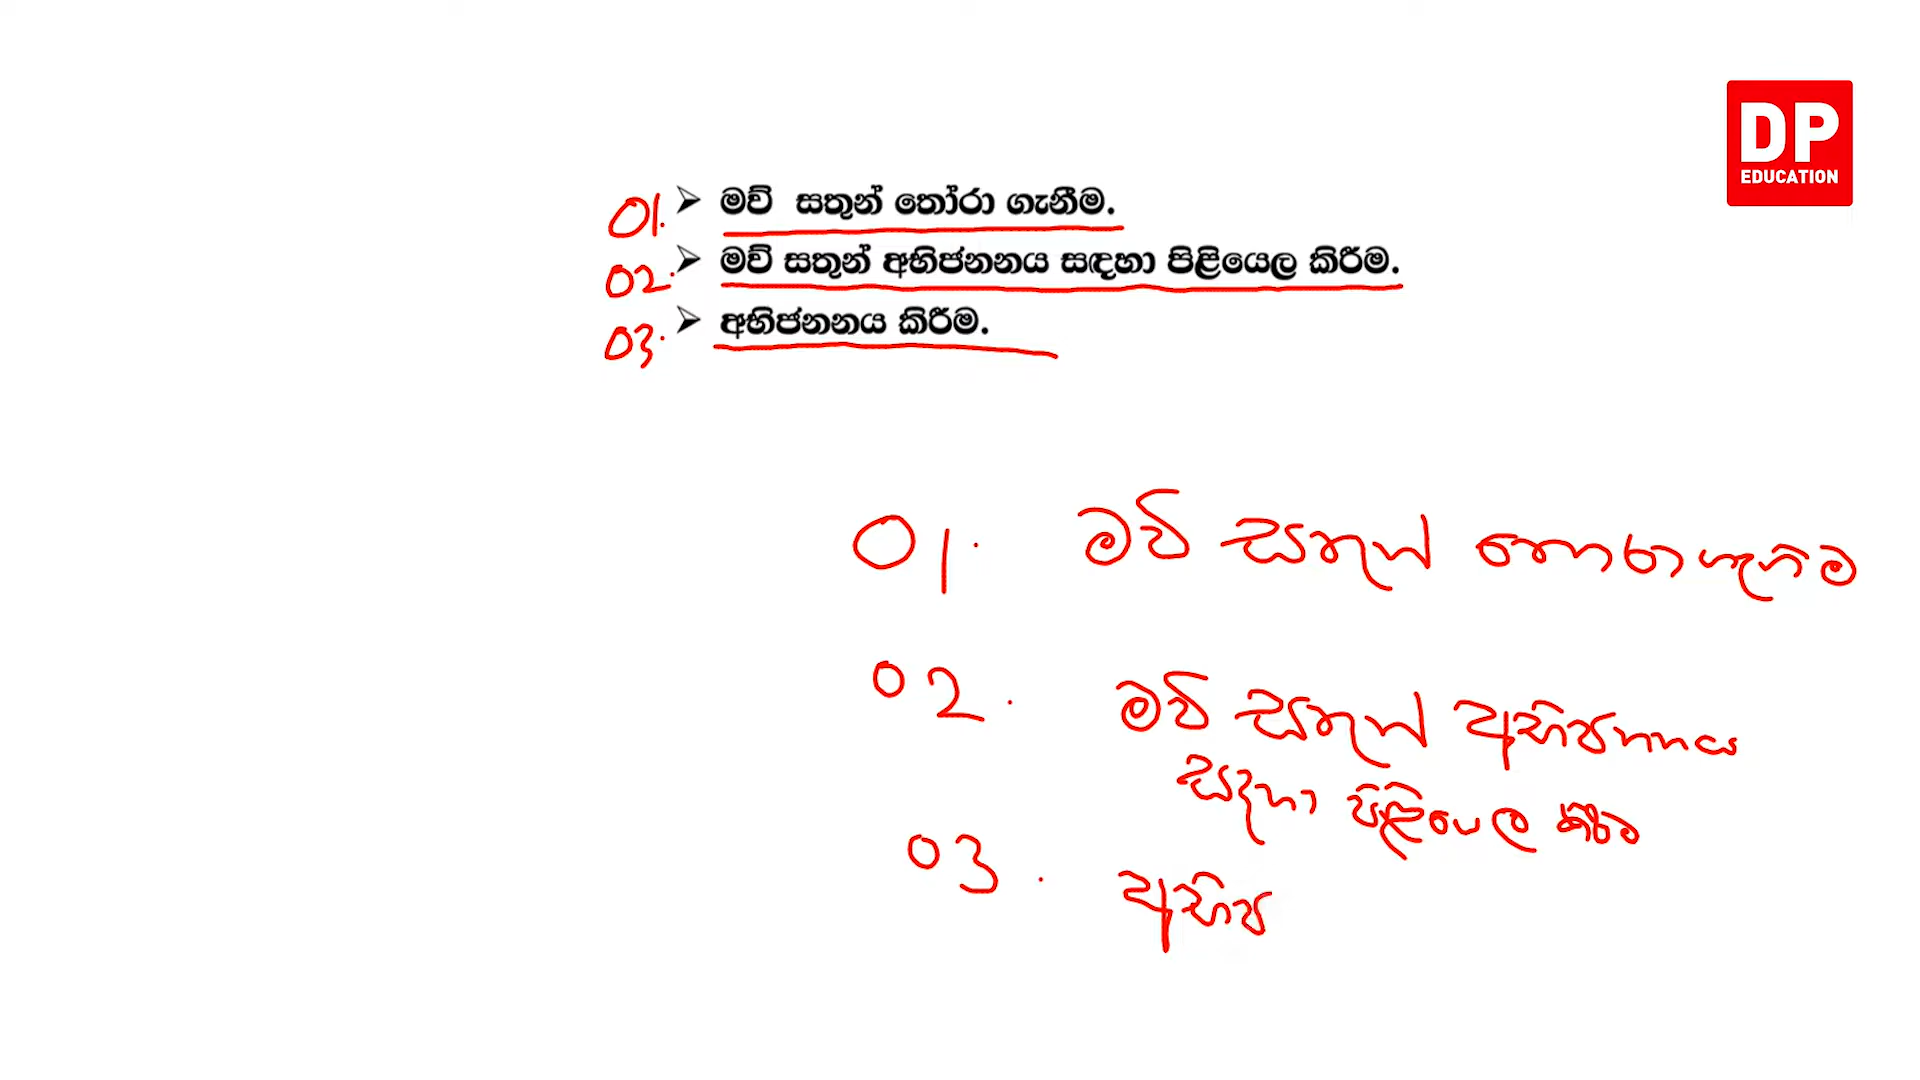 DP
EDUCATION
01. ➢ මව් සතුන් තෝරා ගැනීම.
02. ➢ මව් සතුන් අභිජනනය සඳහා පිළියෙල කිරීම.
03. ➢ අභිජනනය කිරීම.
01. මව් සතුන් තොරාගැනීම
02. මව් සතුන් අභිජනනය
සඳහා පිළියෙල කිරීම
03. අභිජ